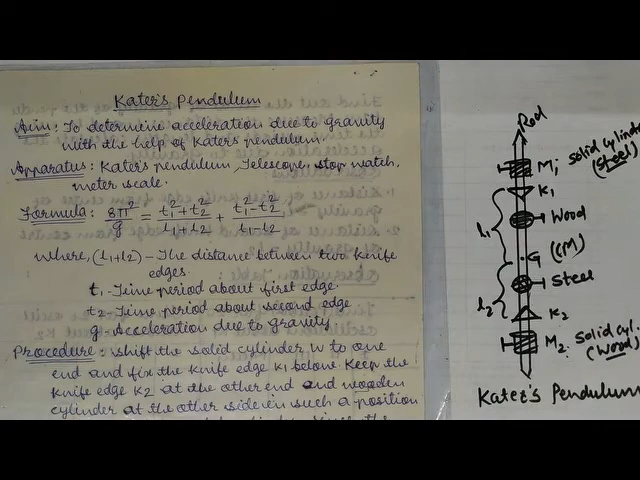 Kater's Pendulum
Aim: To determine acceleration due to gravity
with the help of Kater's pendulum.
Apparatus: Kater's pendulum, Telescope, stop watch,
meter scale.
Formula: 8π²/g = t₁²+t₂²/l₁+l₂ + t₁²-t₂²/l₁-l₂
Where, (l₁+l₂) - The distance between two knife
edges.
t₁ - Time period about first edge.
t₂ - Time period about second edge
g - Acceleration due to gravity
Procedure: Shift the solid cylinder W to one
end and fix the knife edge K₁ below. Keep the
knife edge K₂ at the other end and wooden
cylinder at the other side in such a position
Rod
M₁ solid cylinder
(Steel)
K₁
Wood
l₁
G (CM)
Steel
l₂
K₂
M₂ solid cyli
(Wood)
Kater's Pendulum